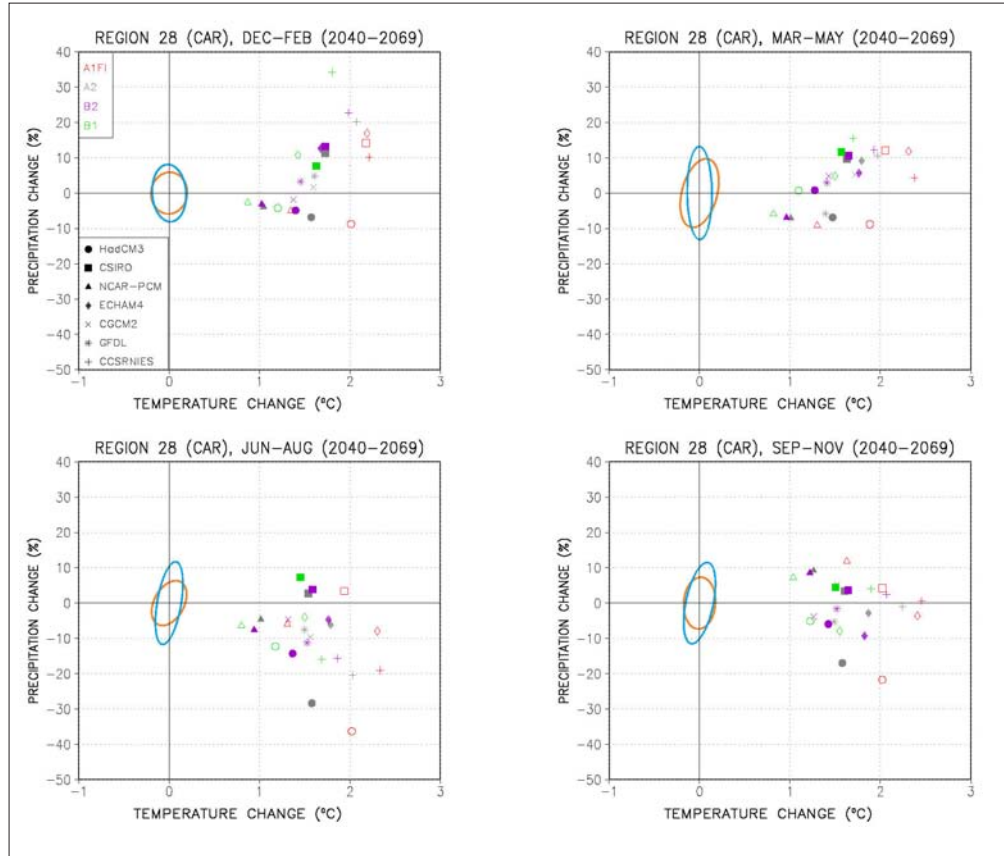 REGION 28 (CAR), DEC-FEB (2040-2069)
PRECIPITATION CHANGE (%)
40
30
20
10
0
-10
-20
-30
-40
-50
A1FI
A2
B2
B1
HadCM3
CSIRO
NCAR-PCM
ECHAM4
CGCM2
GFDL
CCSRNIES
-1
0
1
2
3
TEMPERATURE CHANGE (ºC)
REGION 28 (CAR), MAR-MAY (2040-2069)
PRECIPITATION CHANGE (%)
40
30
20
10
0
-10
-20
-30
-40
-50
-1
0
1
2
3
TEMPERATURE CHANGE (ºC)
REGION 28 (CAR), JUN-AUG (2040-2069)
PRECIPITATION CHANGE (%)
40
30
20
10
0
-10
-20
-30
-40
-50
-1
0
1
2
3
TEMPERATURE CHANGE (ºC)
REGION 28 (CAR), SEP-NOV (2040-2069)
PRECIPITATION CHANGE (%)
40
30
20
10
0
-10
-20
-30
-40
-50
-1
0
1
2
3
TEMPERATURE CHANGE (ºC)